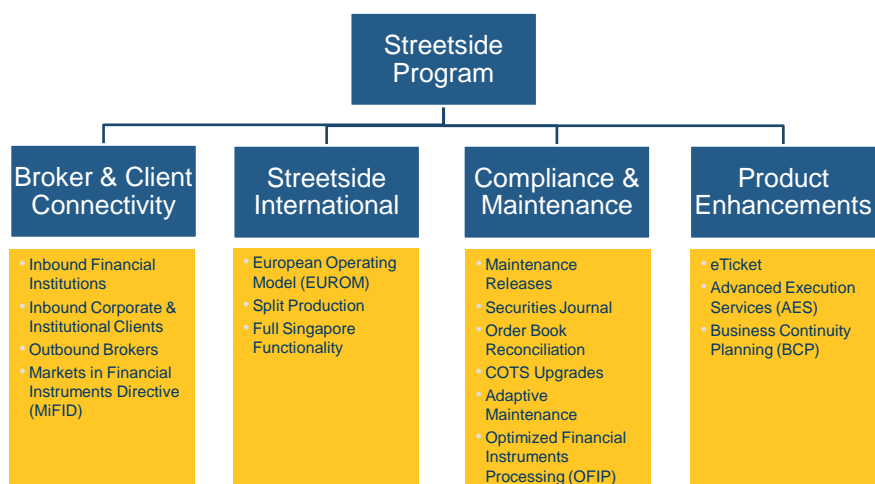 Streetside
Program
Broker & Client
Connectivity
Inbound Financial
Institutions
Inbound Corporate &
Institutional Clients
Outbound Brokers
Markets in Financial
Instruments Directive
(MiFID)
Streetside
International
European Operating
Model (EUROM)
Split Production
Full Singapore
Functionality
Compliance &
Maintenance
Maintenance
Releases
Securities Journal
Order Book
Reconciliation
COTS Upgrades
Adaptive
Maintenance
Optimized Financial
Instruments
Processing (OFIP)
Product
Enhancements
eTicket
Advanced Execution
Services (AES)
Business Continuity
Planning (BCP)